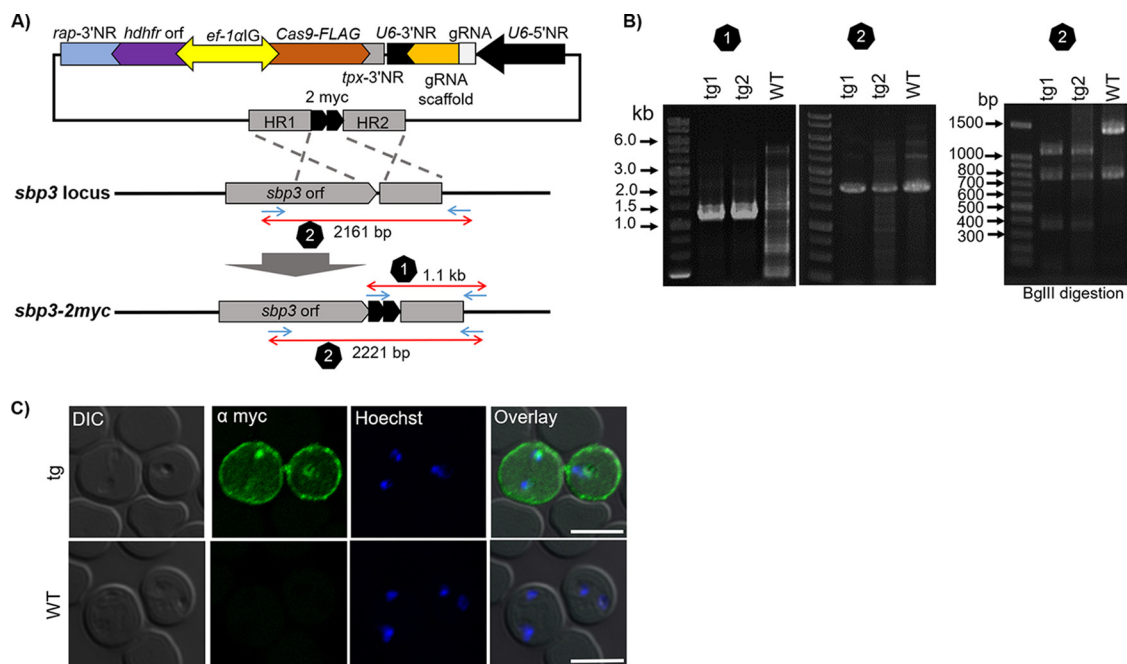 A)
rap-3'NR hdhfr orf ef-1αIG Cas9-FLAG U6-3'NR gRNA U6-5'NR
tpx-3'NR gRNA scaffold
2 myc
HR1 HR2
sbp3 locus
sbp3 orf
2 2161 bp
1 1.1 kb
sbp3-2myc
sbp3 orf
2 2221 bp
B)
1 2 2
tg1 tg2 WT tg1 tg2 WT tg1 tg2 WT
kb
6.0
3.0
2.0
1.5
1.0
bp
1500
1000
800
700
600
500
400
300
BglII digestion
C)
DIC α myc Hoechst Overlay
tg
WT